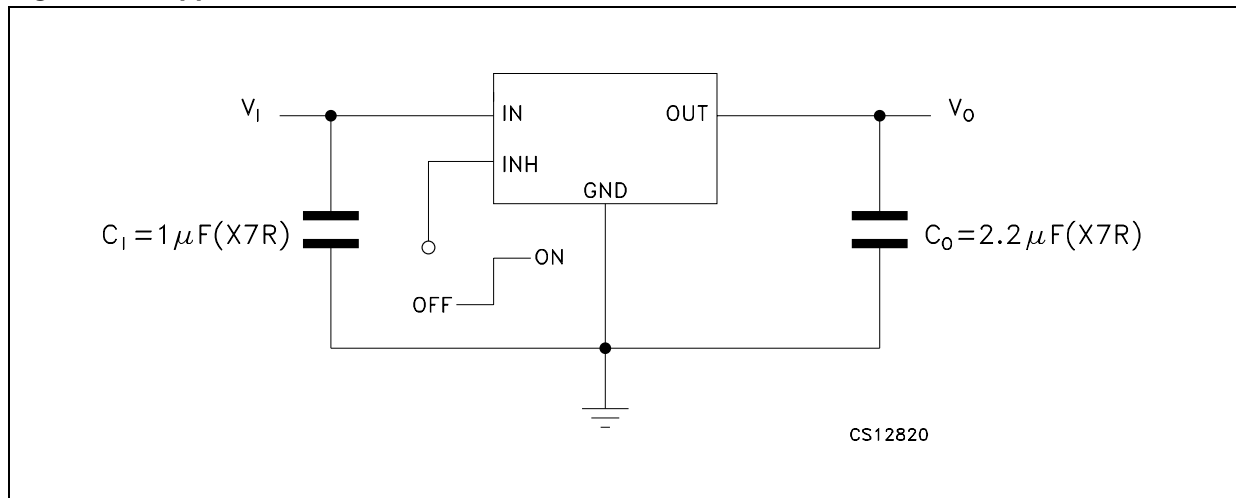 V_I
IN
OUT
V_O
INH
GND
C_I=1μF(X7R)
C_O=2.2μF(X7R)
ON
OFF
CS12820